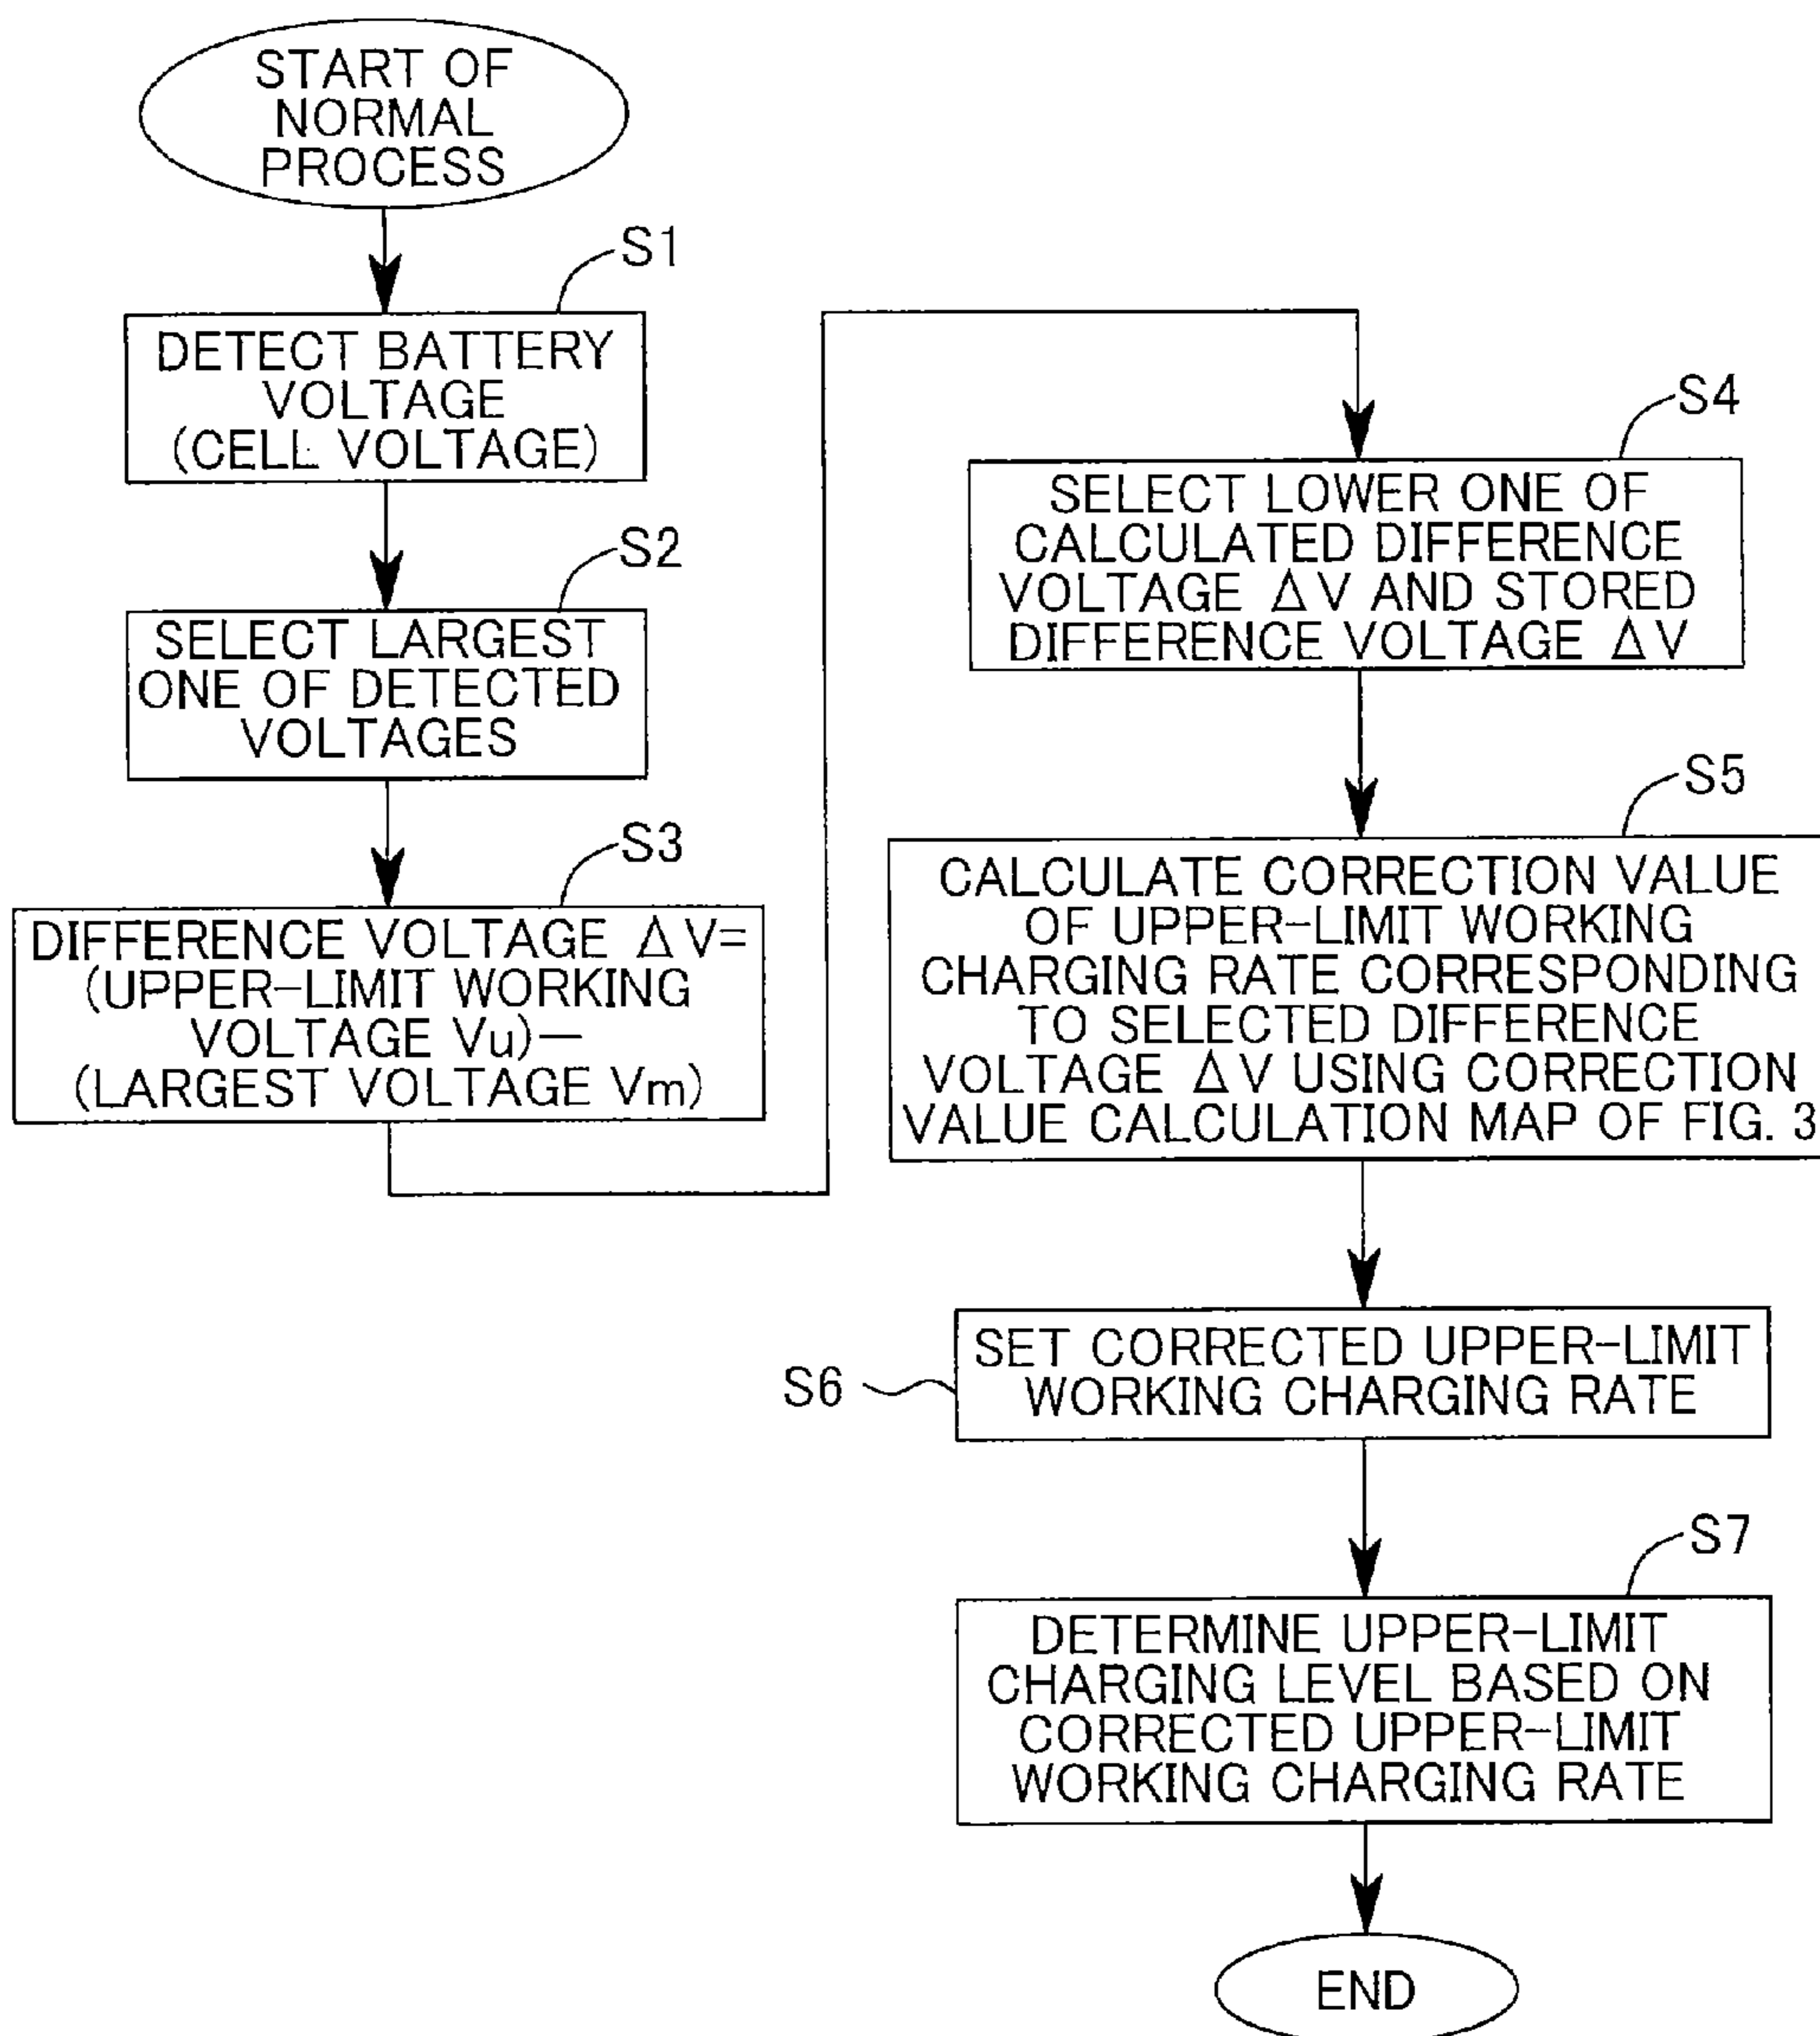 START OF
NORMAL
PROCESS
S1
DETECT BATTERY
VOLTAGE
(CELL VOLTAGE)
S2
SELECT LARGEST
ONE OF DETECTED
VOLTAGES
S3
DIFFERENCE VOLTAGE ΔV=
(UPPER-LIMIT WORKING
VOLTAGE Vu)—
(LARGEST VOLTAGE Vm)
S4
SELECT LOWER ONE OF
CALCULATED DIFFERENCE
VOLTAGE ΔV AND STORED
DIFFERENCE VOLTAGE ΔV
S5
CALCULATE CORRECTION VALUE
OF UPPER-LIMIT WORKING
CHARGING RATE CORRESPONDING
TO SELECTED DIFFERENCE
VOLTAGE ΔV USING CORRECTION
VALUE CALCULATION MAP OF FIG. 3
S6
SET CORRECTED UPPER-LIMIT
WORKING CHARGING RATE
S7
DETERMINE UPPER-LIMIT
CHARGING LEVEL BASED ON
CORRECTED UPPER-LIMIT
WORKING CHARGING RATE
END